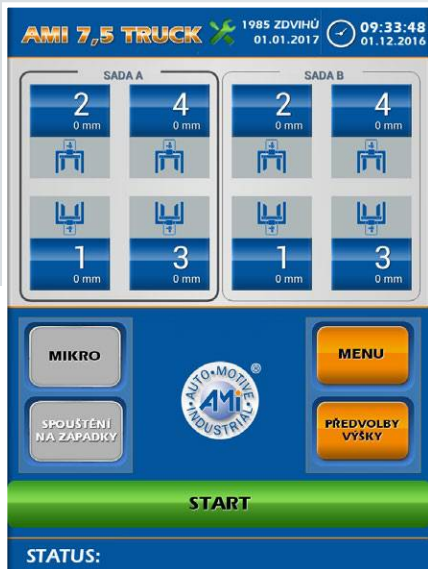 AMI 7,5 TRUCK
1985 ZDVIHŮ
01.01.2017
09:33:48
01.12.2016
SADA A
SADA B
2
0 mm
4
0 mm
2
0 mm
4
0 mm
1
0 mm
3
0 mm
1
0 mm
3
0 mm
MIKRO
MENU
AUTO•MOTIVE
AMi
INDUSTRIAL
®
SPOUŠTĚNÍ
NA ZÁPADKY
PŘEDVOLBY
VÝŠKY
START
STATUS: